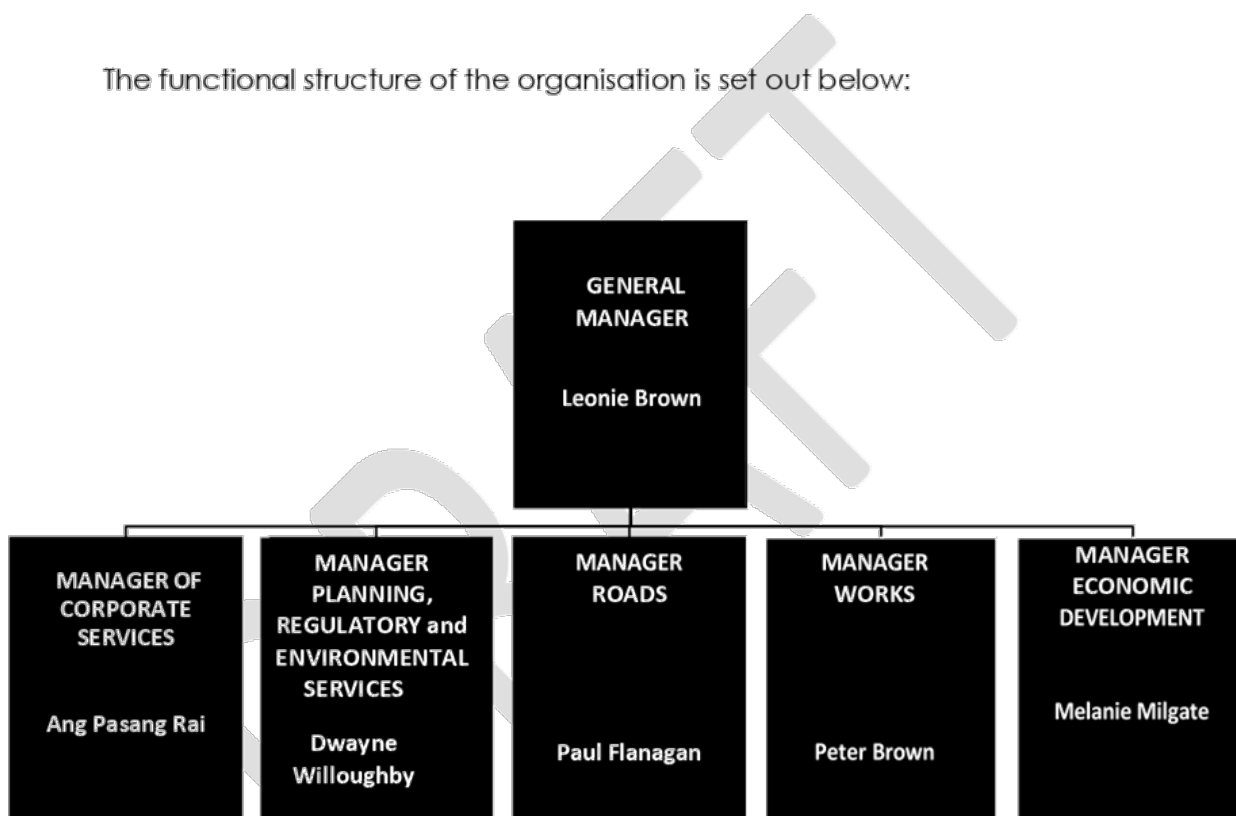 The functional structure of the organisation is set out below:
GENERAL
MANAGER
Leonie Brown
MANAGER OF
CORPORATE
SERVICES
Ang Pasang Rai
MANAGER
PLANNING,
REGULATORY and
ENVIRONMENTAL
SERVICES
Dwayne
Willoughby
MANAGER
ROADS
Paul Flanagan
MANAGER
WORKS
Peter Brown
MANAGER
ECONOMIC
DEVELOPMENT
Melanie Milgate